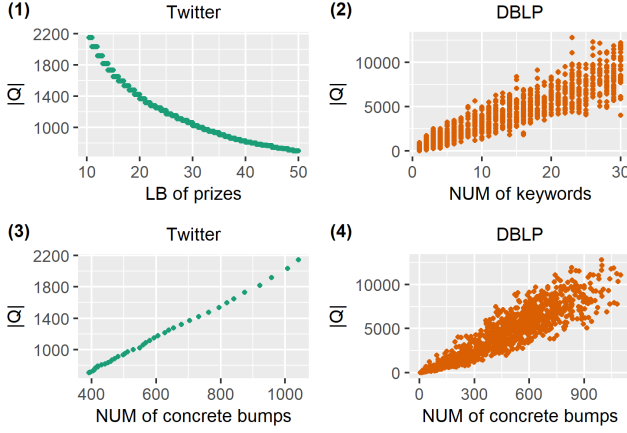 (1) Twitter
2200
1800
1400
1000
|Q|
10 20 30 40 50
LB of prizes
(2) DBLP
10000
5000
0
|Q|
0 10 20 30
NUM of keywords
(3) Twitter
2200
1800
1400
1000
|Q|
400 600 800 1000
NUM of concrete bumps
(4) DBLP
10000
5000
0
|Q|
0 300 600 900
NUM of concrete bumps